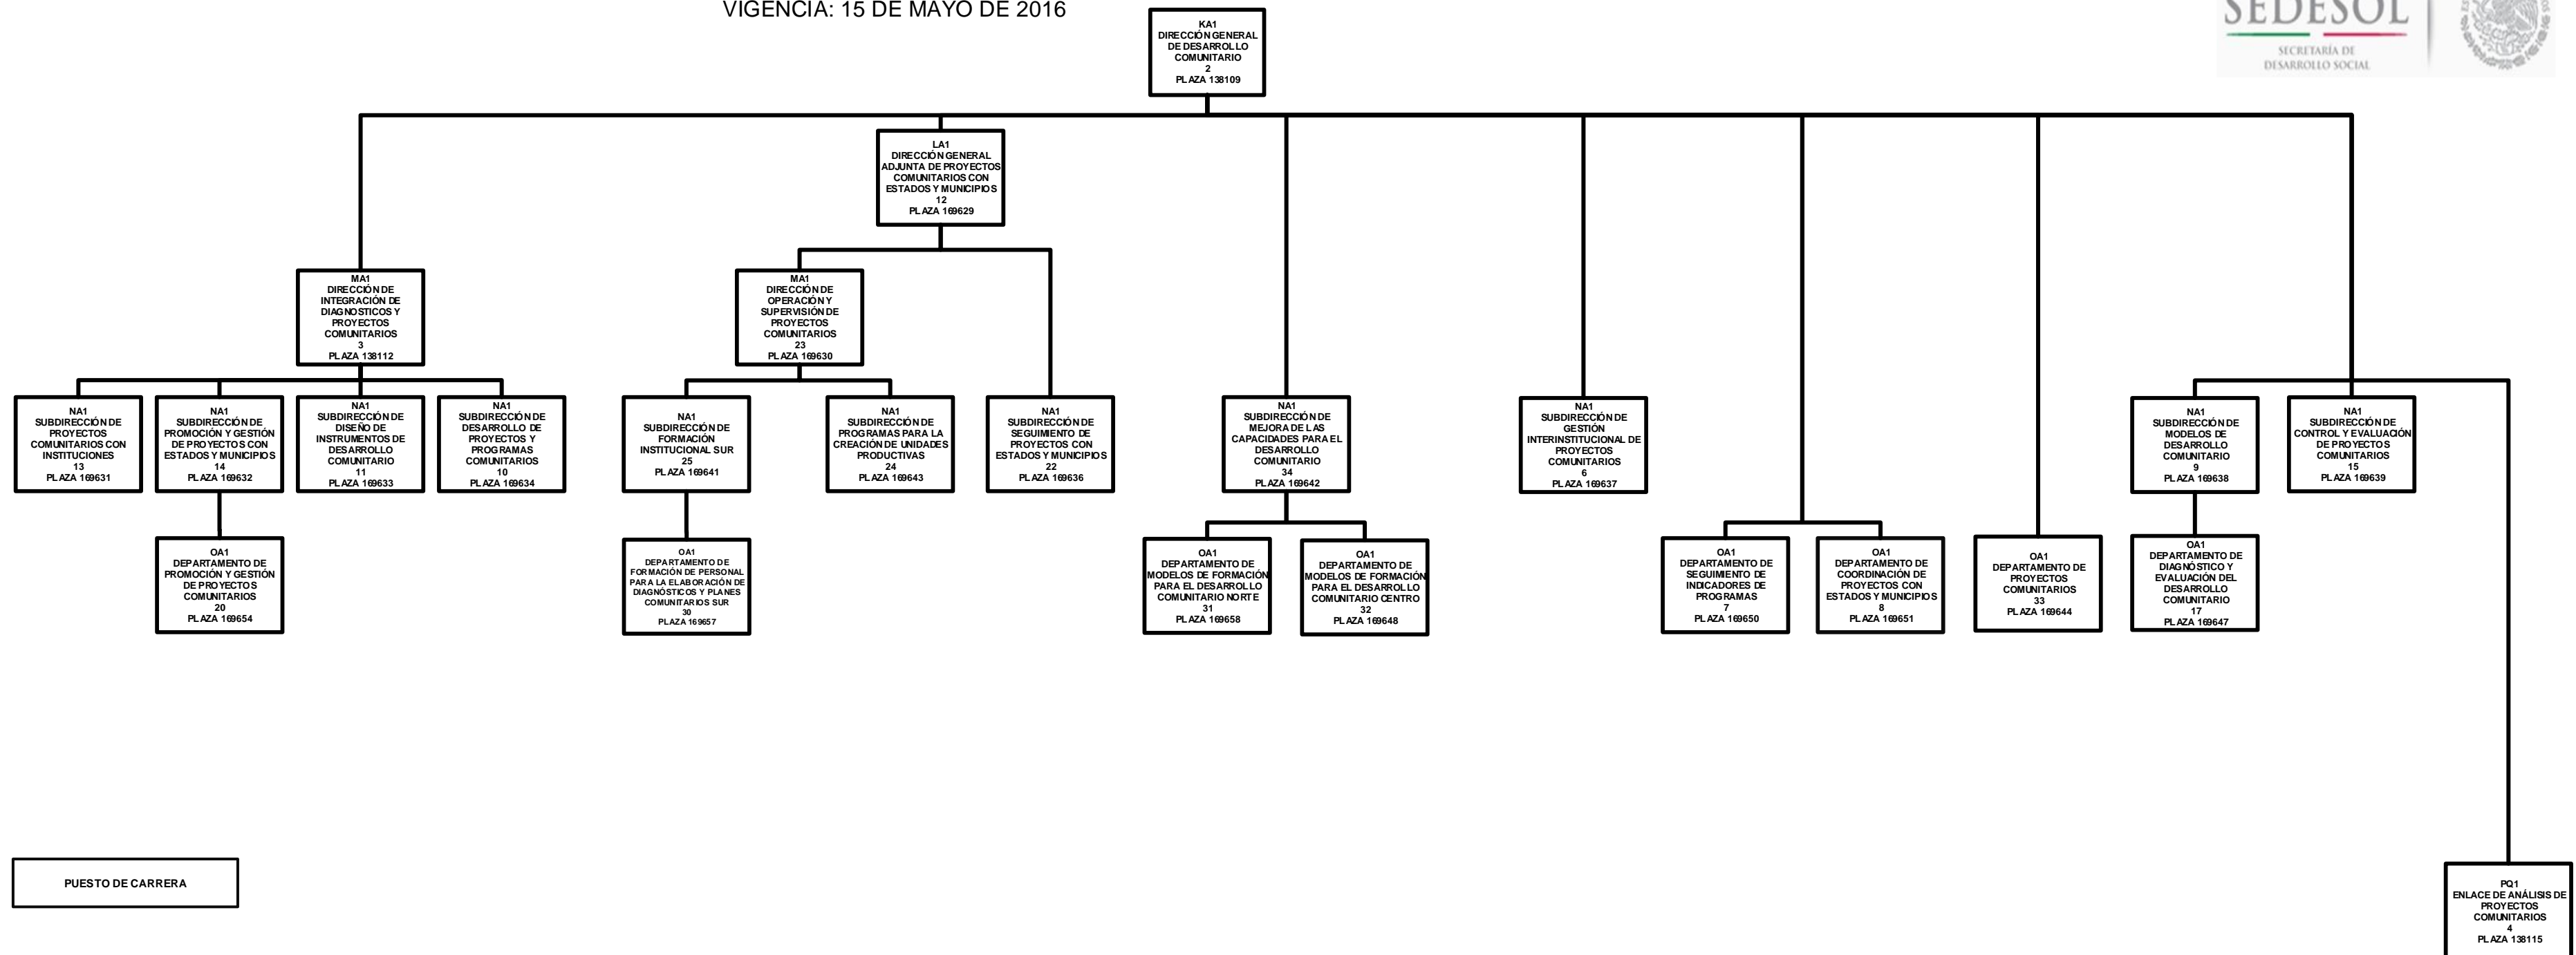 VIGENCIA: 15 DE MAYO DE 2016
SEDESOL
SECRETARÍA DE
DESARROLLO SOCIAL
KA1
DIRECCIÓN GENERAL
DE DESARROLLO
COMUNITARIO
2
PLAZA 138109
LA1
DIRECCIÓN GENERAL
ADJUNTA DE PROYECTOS
COMUNITARIOS CON
ESTADOS Y MUNICIPIOS
12
PLAZA 169629
MA1
DIRECCIÓN DE
INTEGRACIÓN DE
DIAGNOSTICOS Y
PROYECTOS
COMUNITARIOS
3
PLAZA 138112
MA1
DIRECCIÓN DE
OPERACIÓN Y
SUPERVISIÓN DE
PROYECTOS
COMUNITARIOS
23
PLAZA 169630
NA1
SUBDIRECCIÓN DE
PROYECTOS
COMUNITARIOS CON
INSTITUCIONES
13
PLAZA 169631
NA1
SUBDIRECCIÓN DE
PROMOCIÓN Y GESTIÓN
DE PROYECTOS CON
ESTADOS Y MUNICIPIOS
14
PLAZA 169632
NA1
SUBDIRECCIÓN DE
DISEÑO DE
INSTRUMENTOS DE
DESARROLLO
COMUNITARIO
11
PLAZA 169633
NA1
SUBDIRECCIÓN DE
DESARROLLO DE
PROYECTOS Y
PROGRAMAS
COMUNITARIOS
10
PLAZA 169634
NA1
SUBDIRECCIÓN DE
FORMACIÓN
INSTITUCIONAL SUR
25
PLAZA 169641
NA1
SUBDIRECCIÓN DE
PROGRAMAS PARA LA
CREACIÓN DE UNIDADES
PRODUCTIVAS
24
PLAZA 169643
NA1
SUBDIRECCIÓN DE
SEGUIMIENTO DE
PROYECTOS CON
ESTADOS Y MUNICIPIOS
22
PLAZA 169636
NA1
SUBDIRECCIÓN DE
MEJORA DE LAS
CAPACIDADES PARA EL
DESARROLLO
COMUNITARIO
34
PLAZA 169642
NA1
SUBDIRECCIÓN DE
GESTIÓN
INTERINSTITUCIONAL DE
PROYECTOS
COMUNITARIOS
6
PLAZA 169637
NA1
SUBDIRECCIÓN DE
MODELOS DE
DESARROLLO
COMUNITARIO
9
PLAZA 169638
NA1
SUBDIRECCIÓN DE
CONTROL Y EVALUACIÓN
DE PROYECTOS
COMUNITARIOS
15
PLAZA 169639
OA1
DEPARTAMENTO DE
PROMOCIÓN Y GESTIÓN
DE PROYECTOS
COMUNITARIOS
20
PLAZA 169654
OA1
DEPARTAMENTO DE
FORMACIÓN DE PERSONAL
PARA LA ELABORACIÓN DE
DIAGNÓSTICOS Y PLANES
COMUNITARIOS SUR
30
PLAZA 169657
OA1
DEPARTAMENTO DE
MODELOS DE FORMACIÓN
PARA EL DESARROLLO
COMUNITARIO NORTE
31
PLAZA 169658
OA1
DEPARTAMENTO DE
MODELOS DE FORMACIÓN
PARA EL DESARROLLO
COMUNITARIO CENTRO
32
PLAZA 169648
OA1
DEPARTAMENTO DE
SEGUIMIENTO DE
INDICADORES DE
PROGRAMAS
7
PLAZA 169650
OA1
DEPARTAMENTO DE
COORDINACIÓN DE
PROYECTOS CON
ESTADOS Y MUNICIPIOS
8
PLAZA 169651
OA1
DEPARTAMENTO DE
PROYECTOS
COMUNITARIOS
33
PLAZA 169644
OA1
DEPARTAMENTO DE
DIAGNÓSTICO Y
EVALUACIÓN DEL
DESARROLLO
COMUNITARIO
17
PLAZA 169647
PUESTO DE CARRERA
PQ1
ENLACE DE ANÁLISIS DE
PROYECTOS
COMUNITARIOS
4
PLAZA 138115